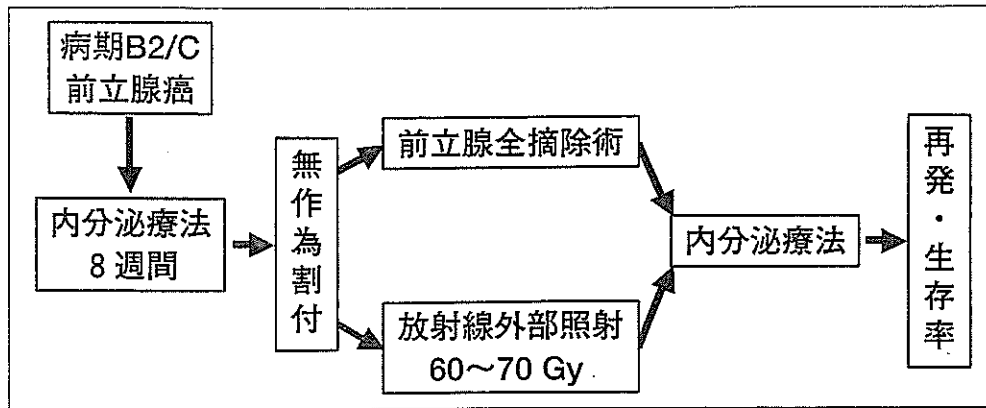 病期B2/C
前立腺癌
内分泌療法
8週間
無作為割付
前立腺全摘除術
放射線外部照射
60〜70 Gy
内分泌療法
再発・生存率